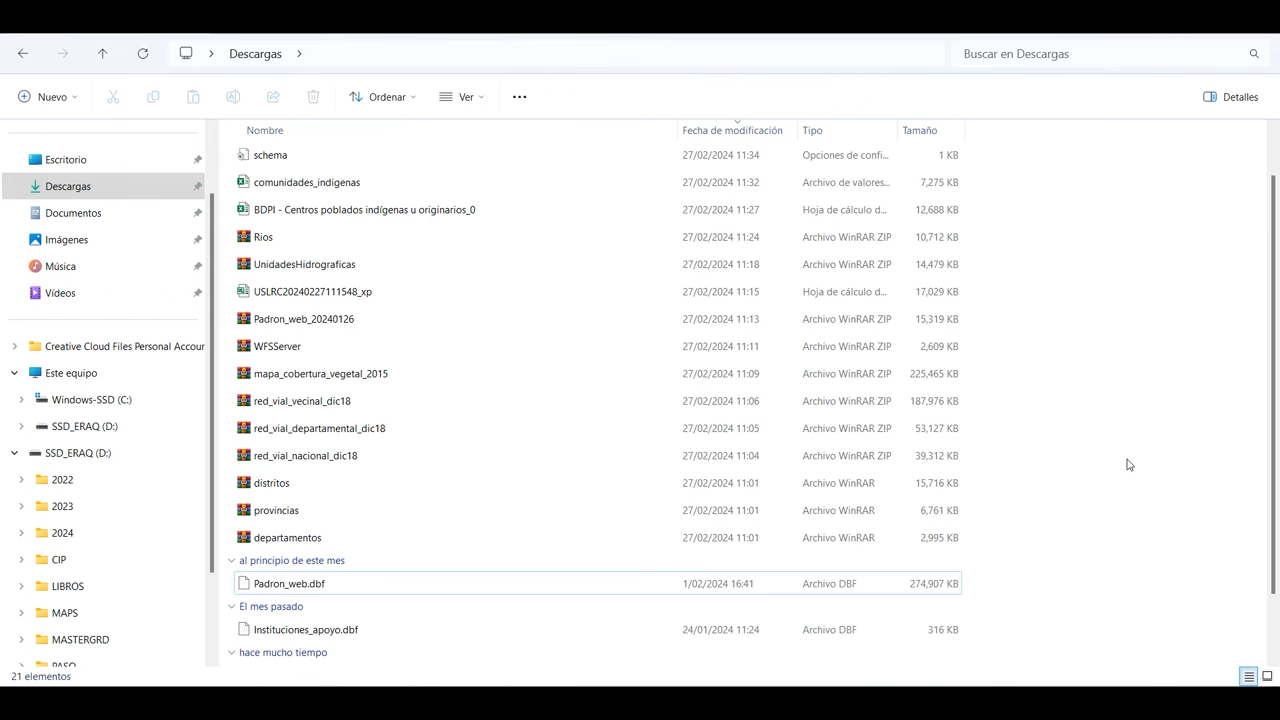 Descargas
Buscar en Descargas
Nuevo
Ordenar
Ver
Detalles
Nombre Fecha de modificación Tipo Tamaño
Escritorio
Descargas
Documentos
Imágenes
Música
Vídeos
Creative Cloud Files Personal Accour
Este equipo
Windows-SSD (C:)
SSD_ERAQ (D:)
SSD_ERAQ (D:)
2022
2023
2024
CIP
LIBROS
MAPS
MASTERGRD
PASO
schema 27/02/2024 11:34 Opciones de confi... 1 KB
comunidades_indigenas 27/02/2024 11:32 Archivo de valores... 7,275 KB
BDPI - Centros poblados indígenas u originarios_0 27/02/2024 11:27 Hoja de cálculo d... 12,688 KB
Rios 27/02/2024 11:24 Archivo WinRAR ZIP 10,712 KB
UnidadesHidrograficas 27/02/2024 11:18 Archivo WinRAR ZIP 14,479 KB
USLRC20240227111548_xp 27/02/2024 11:15 Hoja de cálculo d... 17,029 KB
Padron_web_20240126 27/02/2024 11:13 Archivo WinRAR ZIP 15,319 KB
WFSServer 27/02/2024 11:11 Archivo WinRAR ZIP 2,609 KB
mapa_cobertura_vegetal_2015 27/02/2024 11:09 Archivo WinRAR ZIP 225,465 KB
red_vial_vecinal_dic18 27/02/2024 11:06 Archivo WinRAR ZIP 187,976 KB
red_vial_departamental_dic18 27/02/2024 11:05 Archivo WinRAR ZIP 53,127 KB
red_vial_nacional_dic18 27/02/2024 11:04 Archivo WinRAR ZIP 39,312 KB
distritos 27/02/2024 11:01 Archivo WinRAR 15,716 KB
provincias 27/02/2024 11:01 Archivo WinRAR 6,761 KB
departamentos 27/02/2024 11:01 Archivo WinRAR 2,995 KB
al principio de este mes
Padron_web.dbf 1/02/2024 16:41 Archivo DBF 274,907 KB
El mes pasado
Instituciones_apoyo.dbf 24/01/2024 11:24 Archivo DBF 316 KB
hace mucho tiempo
21 elementos